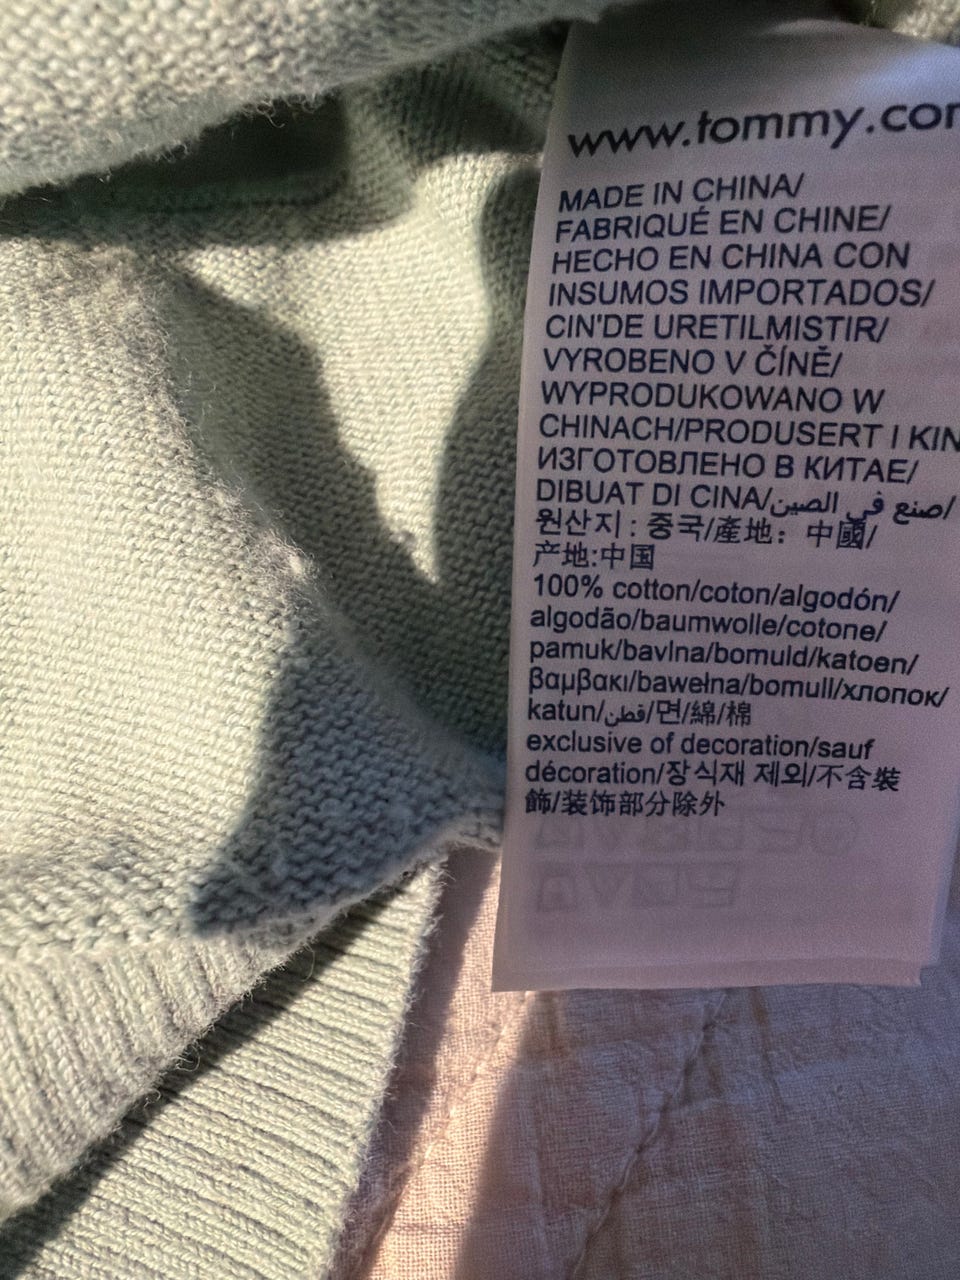 www.tommy.com
MADE IN CHINA/
FABRIQUÉ EN CHINE/
HECHO EN CHINA CON
INSUMOS IMPORTADOS/
CIN'DE URETILMISTIR/
VYROBENO V ČÍNĚ/
WYPRODUKOWANO W
CHINACH/PRODUSERT I KIN
ИЗГОТОВЛЕНО В КИТАЕ/
DIBUAT DI CINA/صنع في الصين/
원산지 : 중국/產地：中國/
产地:中国
100% cotton/coton/algodón/
algodão/baumwolle/cotone/
pamuk/bavlna/bomuld/katoen/
βαμβακι/bawełna/bomull/хлопок/
katun/قطن/면/綿/棉
exclusive of decoration/sauf
décoration/장식재 제외/不含裝
飾/装饰部分除外